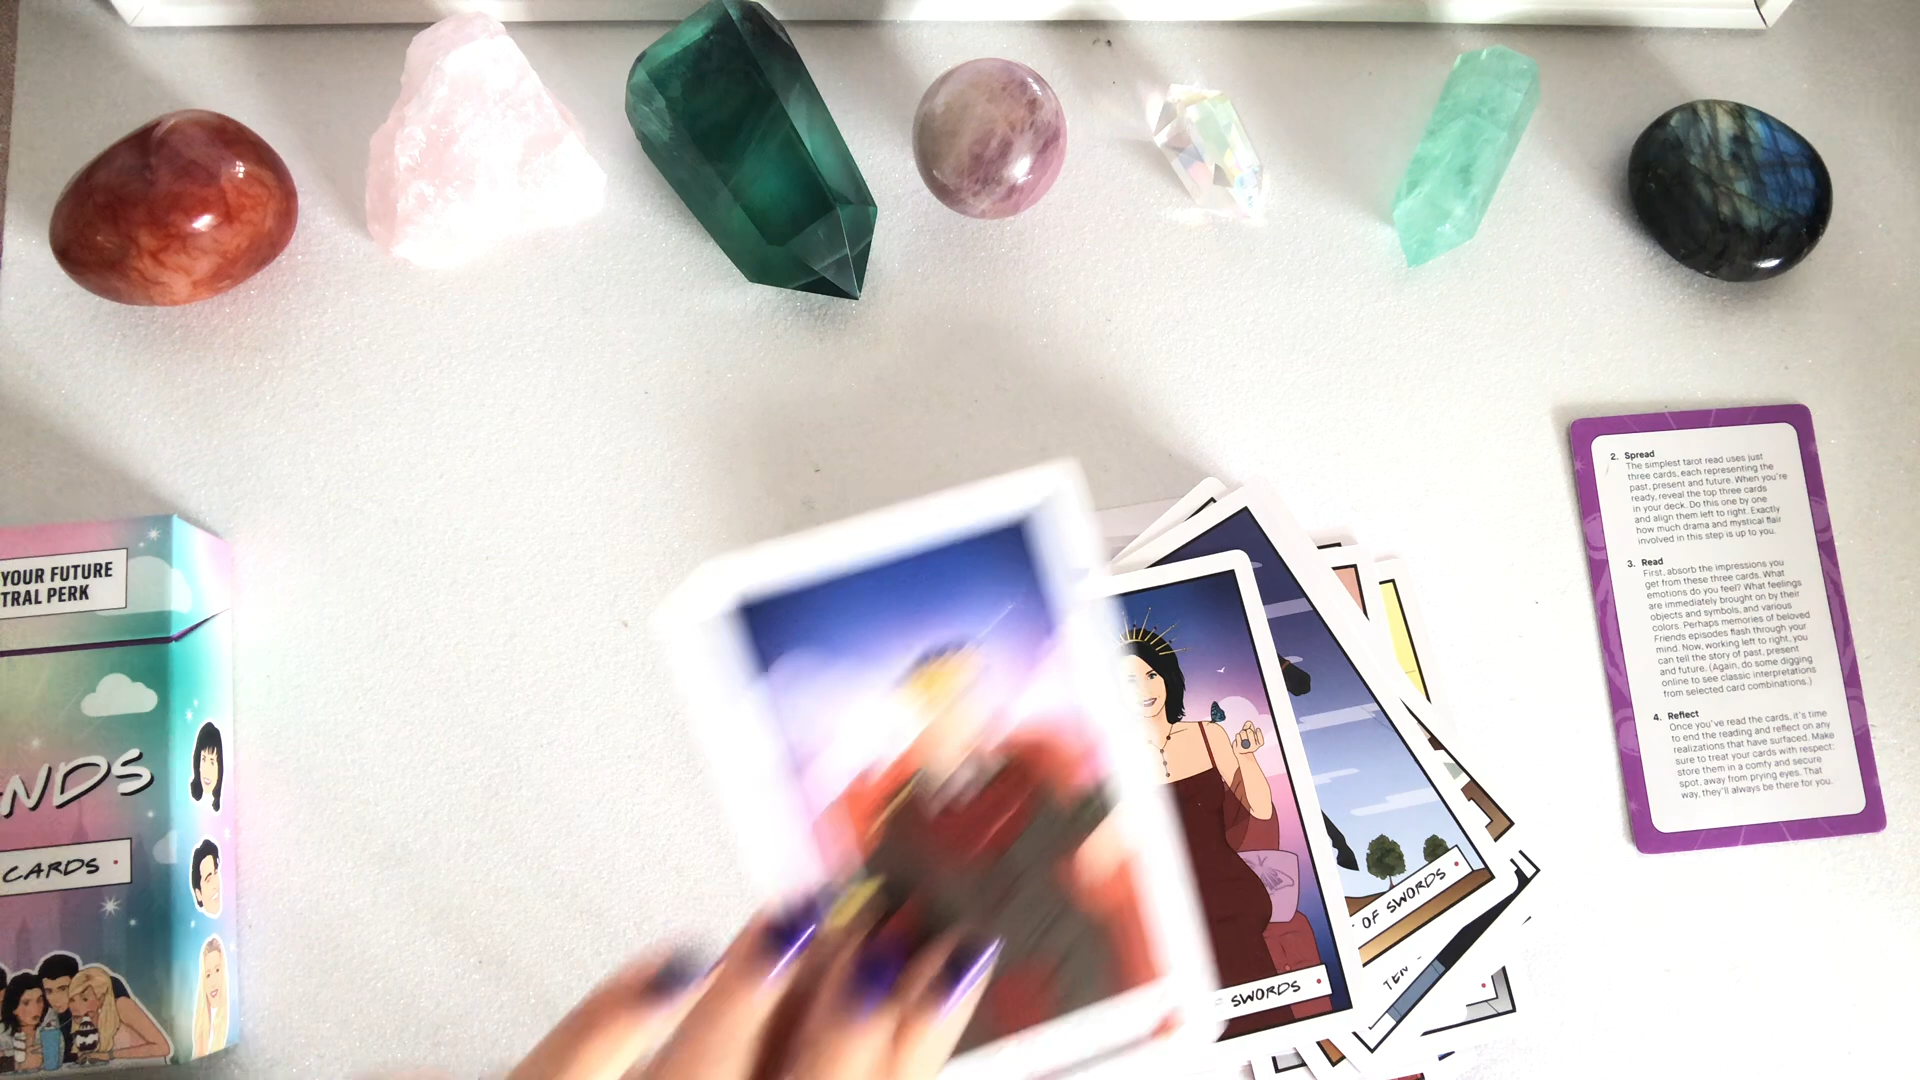 YOUR FUTURE
TRAL PERK
NDS
CARDS
SWORDS
OF SWORDS
TEN
2. Spread
The simplest tarot read uses just
three cards, each representing the
past, present and future. When you're
ready, reveal the top three cards
in your deck. Do this one by one
and align them left to right. Exactly
how much drama and mystical flair
involved in this step is up to you.
3. Read
First, absorb the impressions you
get from these three cards. What
emotions do you feel? What feelings
are immediately brought on by their
objects and symbols, and various
colors. Perhaps memories of beloved
Friends episodes flash through your
mind. Now, working left to right, you
can tell the story of past, present
and future. (Again, do some digging
online to see classic interpretations
from selected card combinations.)
4. Reflect
Once you've read the cards, it's time
to end the reading and reflect on any
realizations that have surfaced. Make
sure to treat your cards with respect:
store them in a comfy and secure
spot, away from prying eyes. That
way, they'll always be there for you.